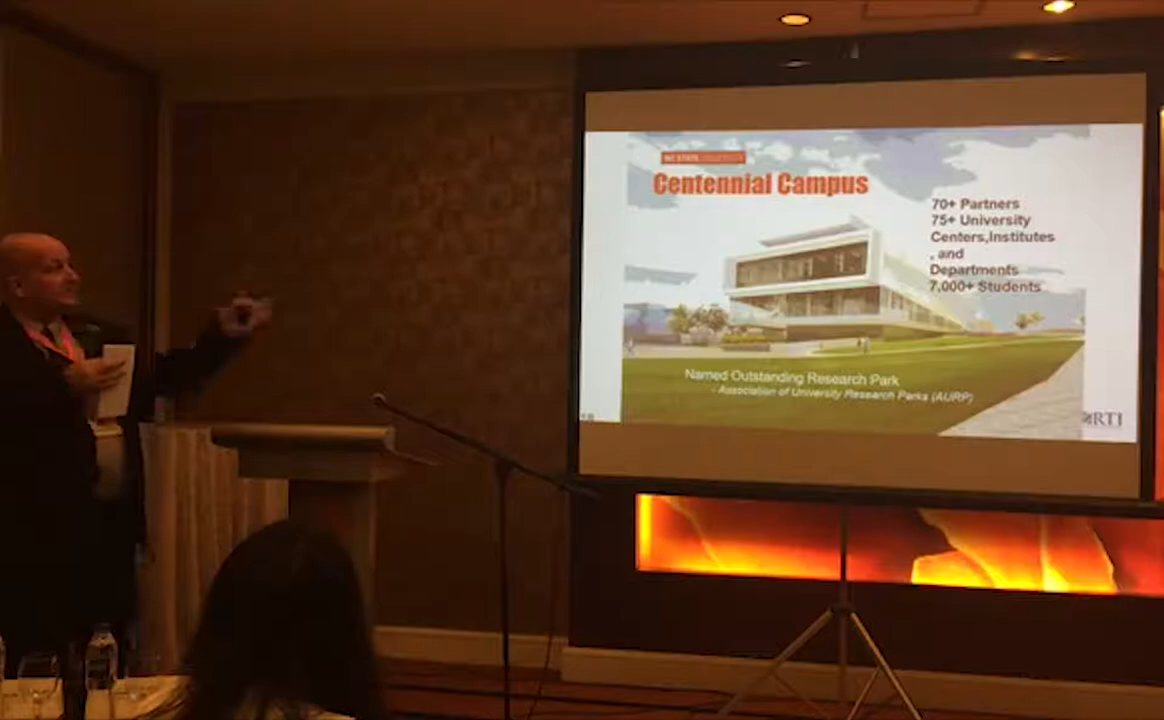 NC STATE UNIVERSITY
Centennial Campus
70+ Partners
75+ University
Centers,Institutes
, and
Departments
7,000+ Students
Named Outstanding Research Park
- Association of University Research Parks (AURP)
RTI